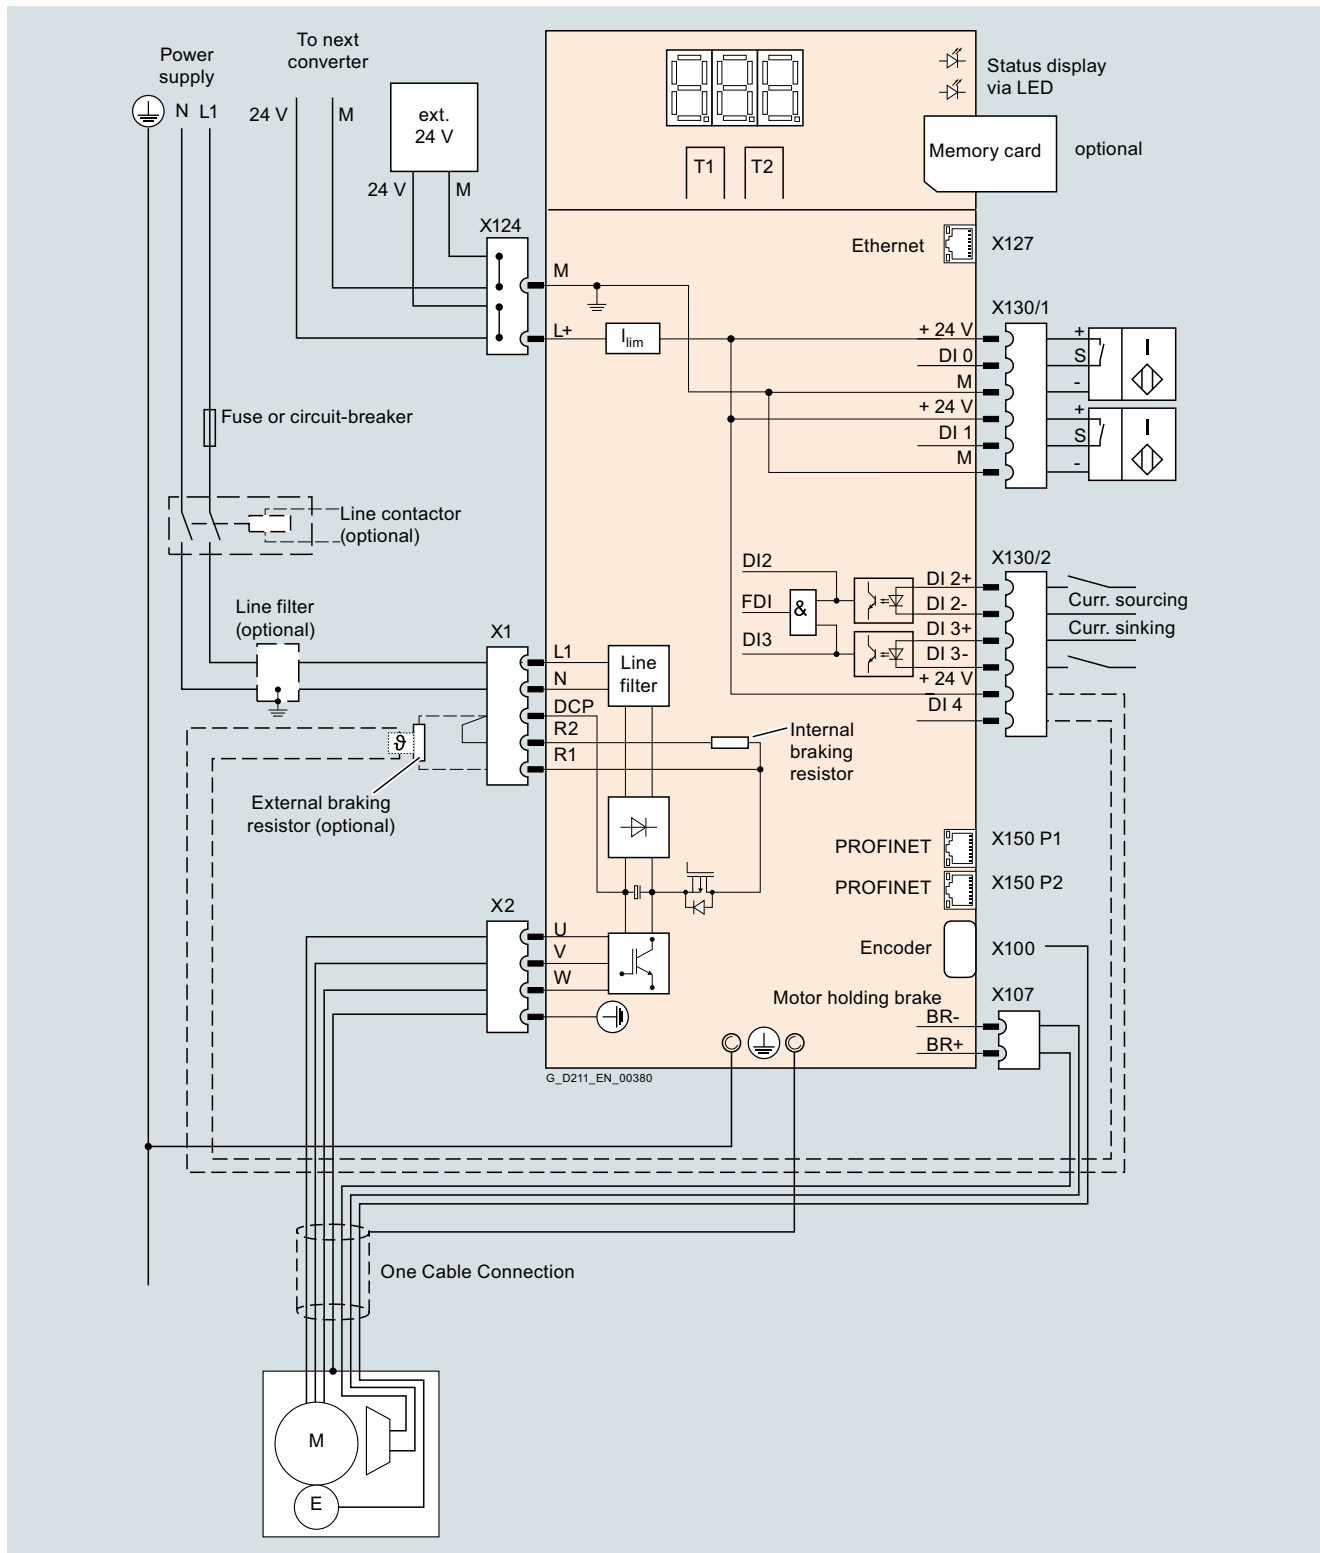 Power
supply
N L1
To next
converter
24 V
M
ext.
24 V
24 V
M
X124
T1
T2
Status display
via LED
Memory card
optional
Ethernet
X127
M
L+
Ilim
X130/1
+ 24 V
DI 0
M
+ 24 V
DI 1
M
+
S
-
+
S
-
I
I
Fuse or circuit-breaker
Line contactor
(optional)
Line filter
(optional)
X1
L1
N
DCP
R2
R1
Line
filter
DI2
FDI
DI3
&
X130/2
DI 2+
DI 2-
DI 3+
DI 3-
+ 24 V
DI 4
Curr. sourcing
Curr. sinking
Internal
braking
resistor
ϑ
External braking
resistor (optional)
PROFINET
X150 P1
PROFINET
X150 P2
X2
U
V
W
Encoder
X100
Motor holding brake
X107
BR-
BR+
G_D211_EN_00380
One Cable Connection
M
E